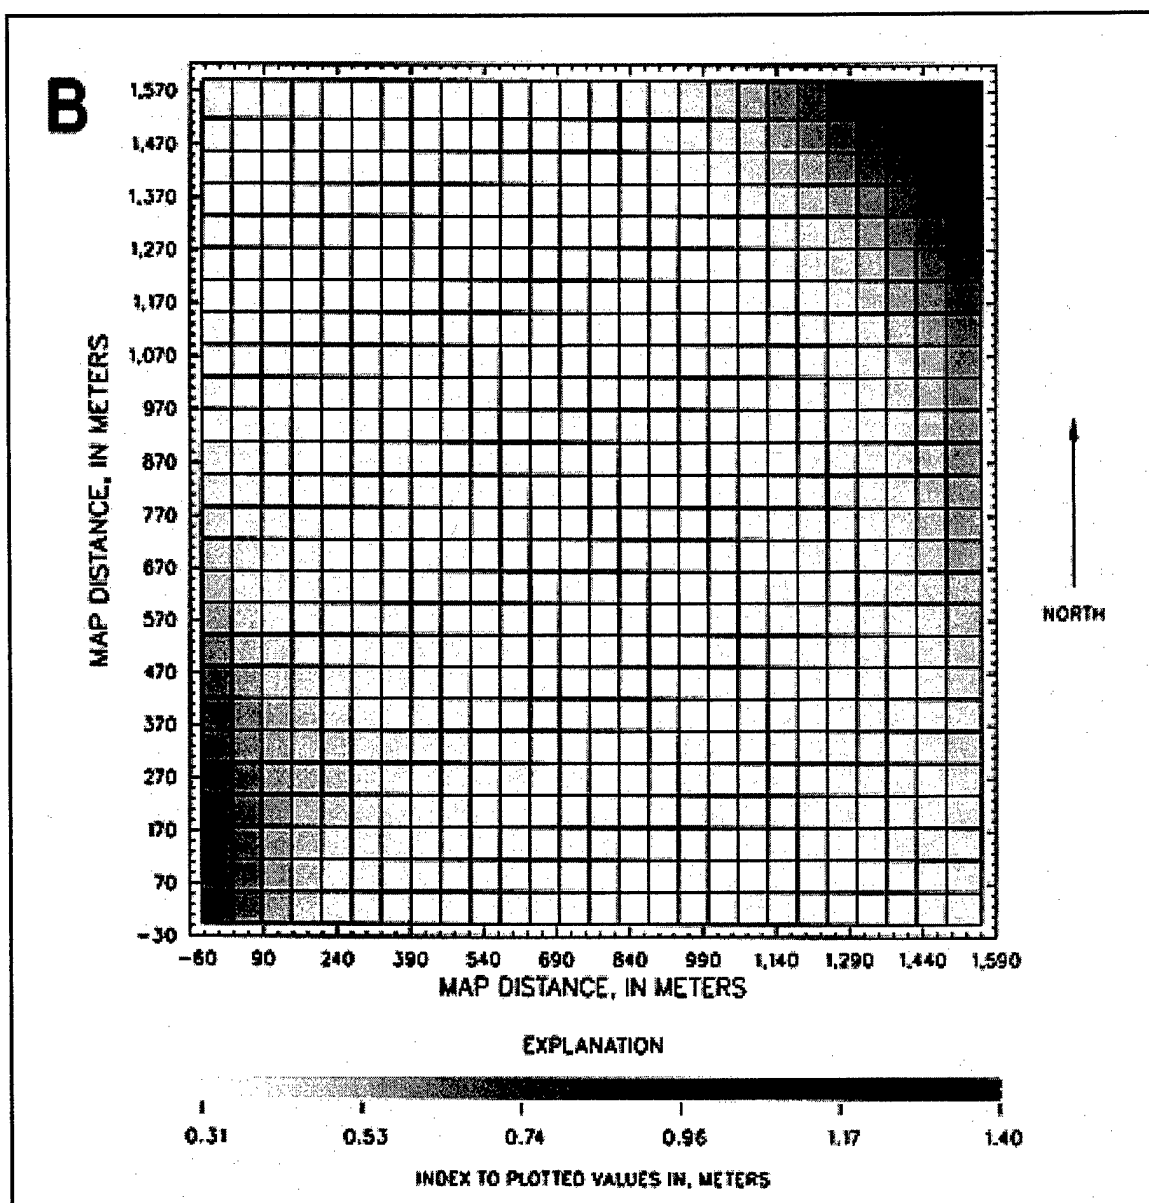 B
MAP DISTANCE, IN METERS
1,570
1,470
1,370
1,270
1,170
1,070
970
870
770
670
570
470
370
270
170
70
-30
-60 90 240 390 540 690 840 990 1,140 1,290 1,440 1,590
MAP DISTANCE, IN METERS
NORTH
EXPLANATION
0.31 0.53 0.74 0.96 1.17 1.40
INDEX TO PLOTTED VALUES IN, METERS